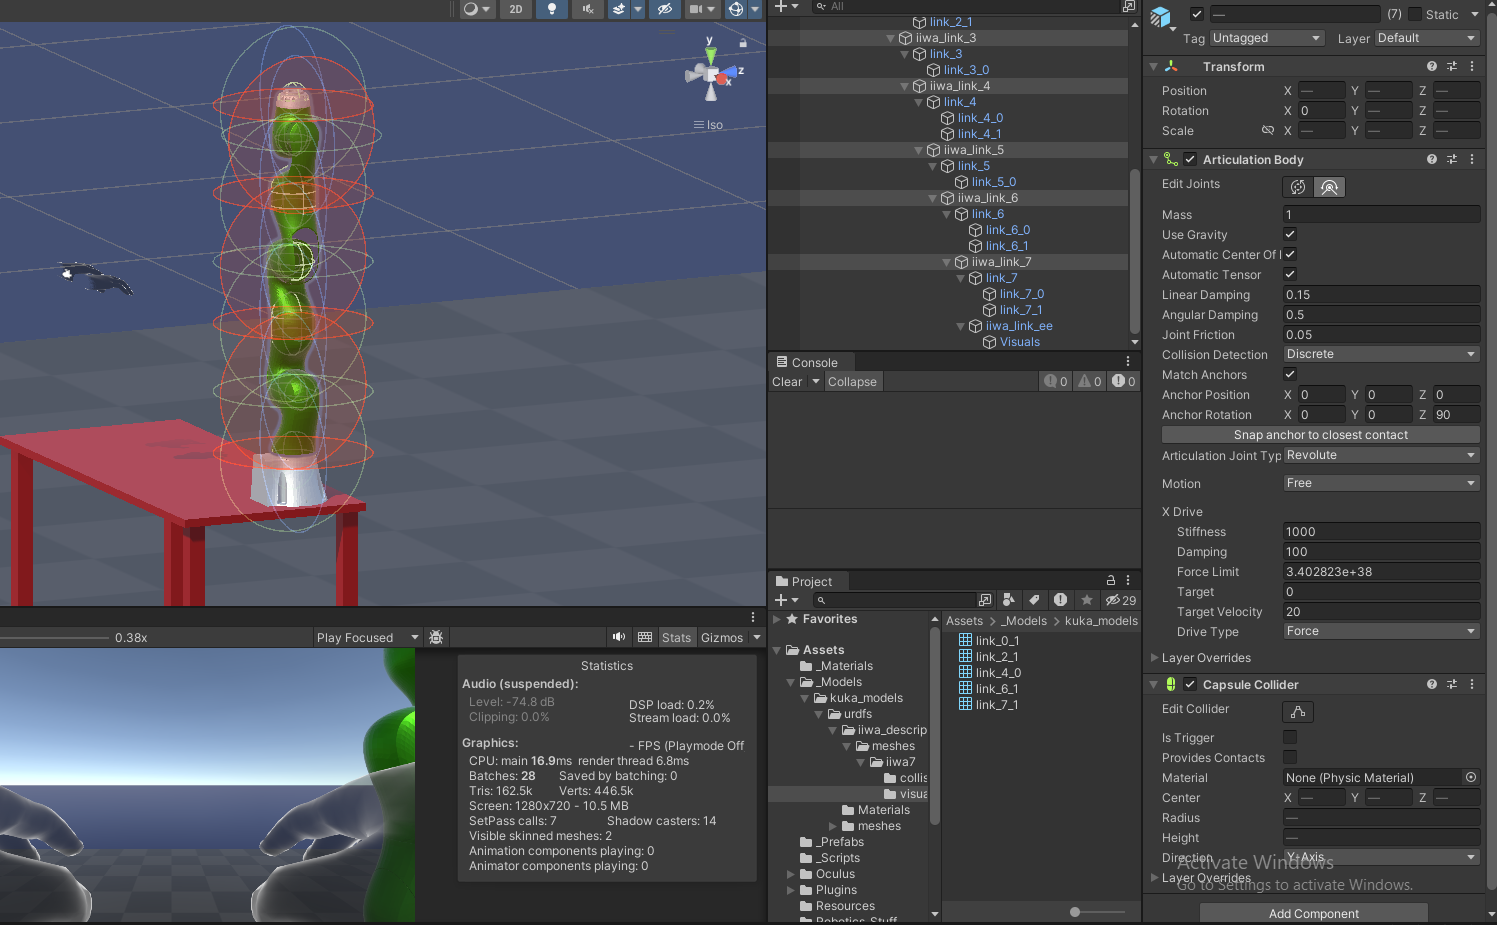 2D
All
y
z
x
Iso
link_2_1
iiwa_link_3
link_3
link_3_0
iiwa_link_4
link_4
link_4_0
link_4_1
iiwa_link_5
link_5
link_5_0
iiwa_link_6
link_6
link_6_0
link_6_1
iiwa_link_7
link_7
link_7_0
link_7_1
iiwa_link_ee
Visuals
Console
Clear Collapse 0 0 0
Project
29
Favorites
Assets
_Materials
_Models
kuka_models
urdfs
iiwa_descrip
meshes
iiwa7
collis
visua
Materials
meshes
_Prefabs
_Scripts
Oculus
Plugins
Resources
Robotics_Stuff
Assets > _Models > kuka_models
link_0_1
link_2_1
link_4_0
link_6_1
link_7_1
0.38x Play Focused Stats Gizmos
Statistics
Audio (suspended):
Level: -74.8 dB DSP load: 0.2%
Clipping: 0.0% Stream load: 0.0%
Graphics: - FPS (Playmode Off
CPU: main 16.9ms render thread 6.8ms
Batches: 28 Saved by batching: 0
Tris: 162.5k Verts: 446.5k
Screen: 1280x720 - 10.5 MB
SetPass calls: 7 Shadow casters: 14
Visible skinned meshes: 2
Animation components playing: 0
Animator components playing: 0
— (7) Static
Tag Untagged Layer Default
Transform
Position X — Y — Z —
Rotation X 0 Y — Z —
Scale X — Y — Z —
Articulation Body
Edit Joints
Mass 1
Use Gravity
Automatic Center Of I
Automatic Tensor
Linear Damping 0.15
Angular Damping 0.5
Joint Friction 0.05
Collision Detection Discrete
Match Anchors
Anchor Position X 0 Y 0 Z 0
Anchor Rotation X 0 Y 0 Z 90
Snap anchor to closest contact
Articulation Joint Typ Revolute
Motion Free
X Drive
Stiffness 1000
Damping 100
Force Limit 3.402823e+38
Target 0
Target Velocity 20
Drive Type Force
Layer Overrides
Capsule Collider
Edit Collider
Is Trigger
Provides Contacts
Material None (Physic Material)
Center X — Y — Z —
Radius —
Height —
Direction Y-Axis
Activate Windows
Layer Overrides
Go to Settings to activate Windows.
Add Component